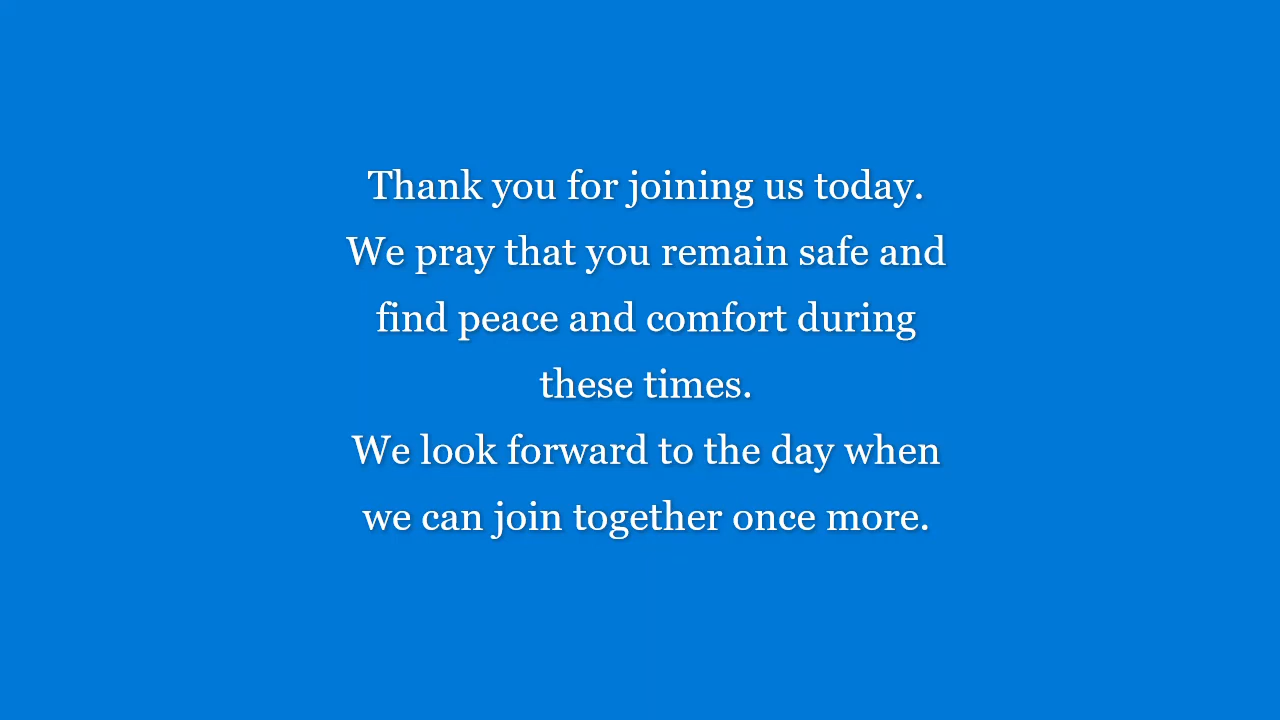 Thank you for joining us today.
We pray that you remain safe and
find peace and comfort during
these times.
We look forward to the day when
we can join together once more.